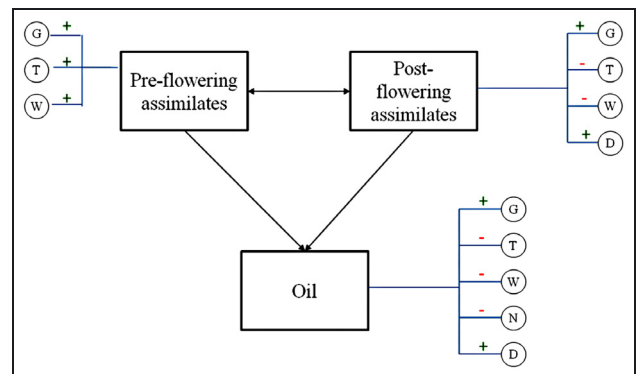 G +
T +
W +
Pre-flowering
assimilates
Post-
flowering
assimilates
+ G
- T
- W
+ D
Oil
+ G
- T
- W
- N
+ D